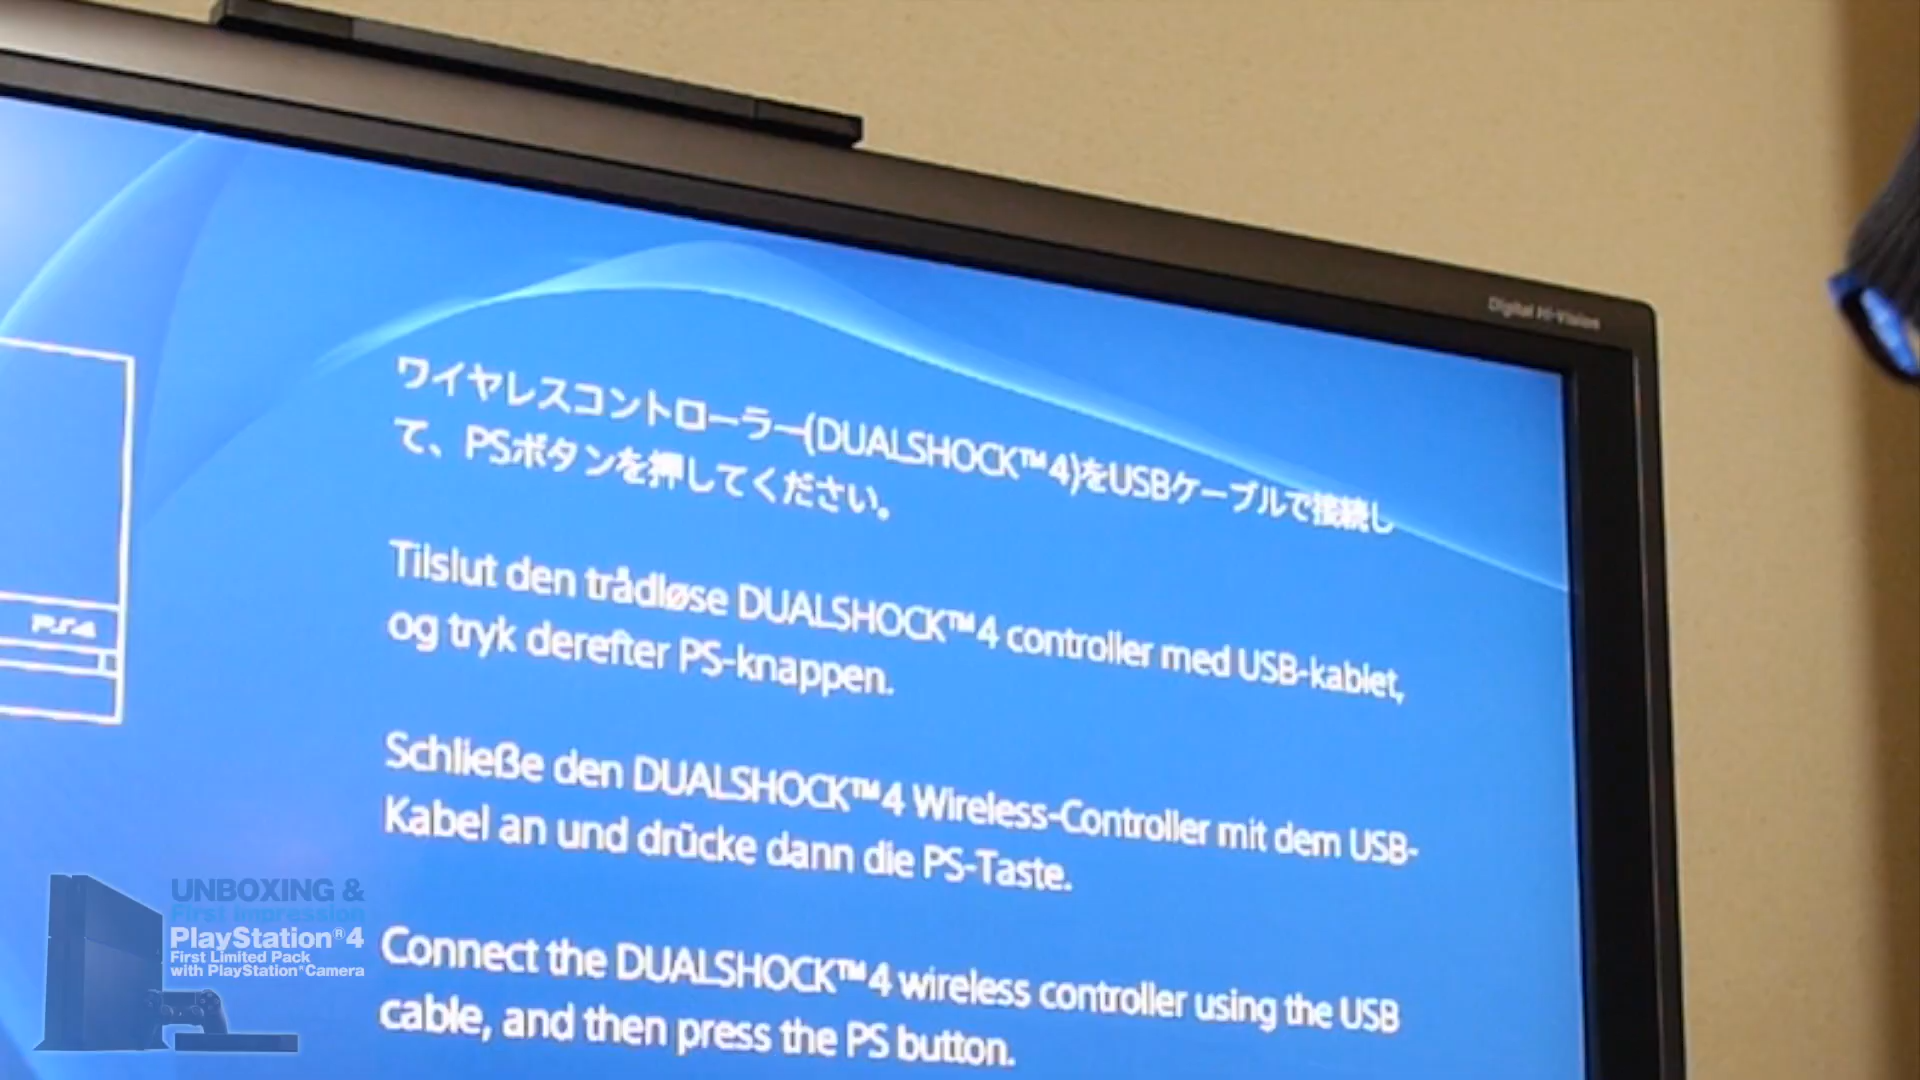 Digital Hi-Vision
ワイヤレスコントローラー(DUALSHOCK™4)をUSBケーブルで接続し
て、PSボタンを押してください。
Tilslut den trådløse DUALSHOCK™4 controller med USB-kablet,
og tryk derefter PS-knappen.
PS4
Schließe den DUALSHOCK™4 Wireless-Controller mit dem USB-
Kabel an und drücke dann die PS-Taste.
Connect the DUALSHOCK™4 wireless controller using the USB
cable, and then press the PS button.
UNBOXING &
First Impression
PlayStation®4
First Limited Pack
with PlayStation®Camera